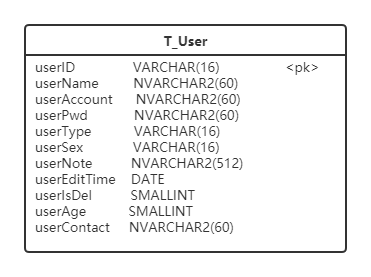 T_User
userID VARCHAR(16) <pk>
userName NVARCHAR2(60)
userAccount NVARCHAR2(60)
userPwd NVARCHAR2(60)
userType VARCHAR(16)
userSex VARCHAR(16)
userNote NVARCHAR2(512)
userEditTime DATE
userIsDel SMALLINT
userAge SMALLINT
userContact NVARCHAR2(60)